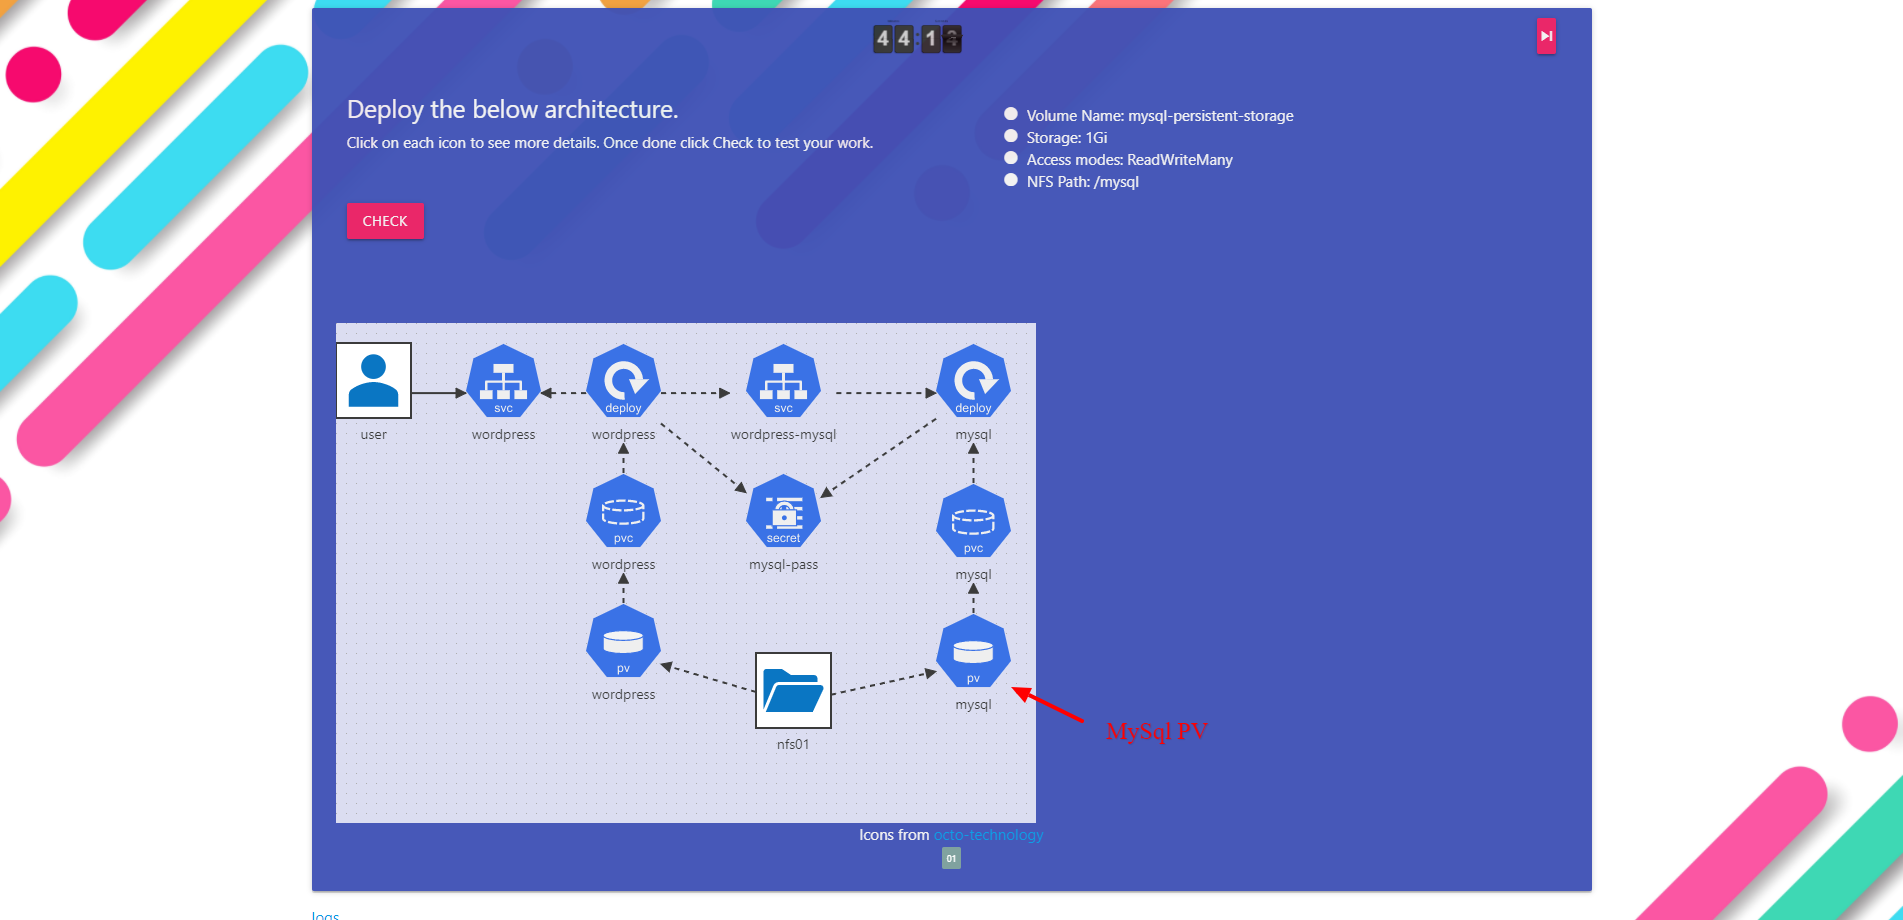 44:1
Deploy the below architecture.
Click on each icon to see more details. Once done click Check to test your work.
CHECK
Volume Name: mysql-persistent-storage
Storage: 1Gi
Access modes: ReadWriteMany
NFS Path: /mysql
svc
deploy
svc
deploy
user
wordpress
wordpress
wordpress-mysql
mysql
pvc
secret
pvc
wordpress
mysql-pass
mysql
pv
pv
wordpress
mysql
MySql PV
nfs01
Icons from octo-technology
01
logs